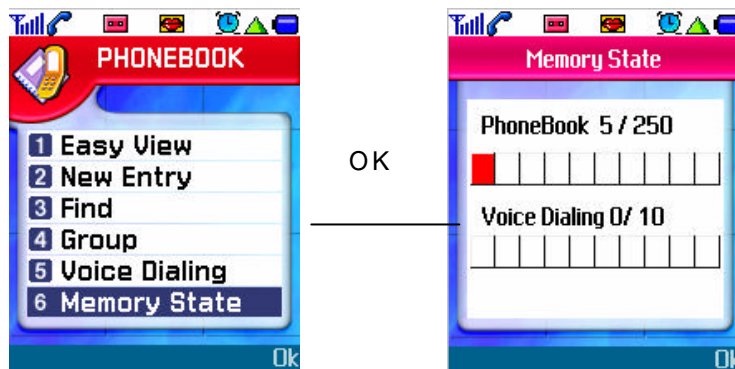 PHONEBOOK
1 Easy View
2 New Entry
3 Find
4 Group
5 Voice Dialing
6 Memory State
Ok
OK
Memory State
PhoneBook 5 / 250
Voice Dialing 0/ 10
Ok